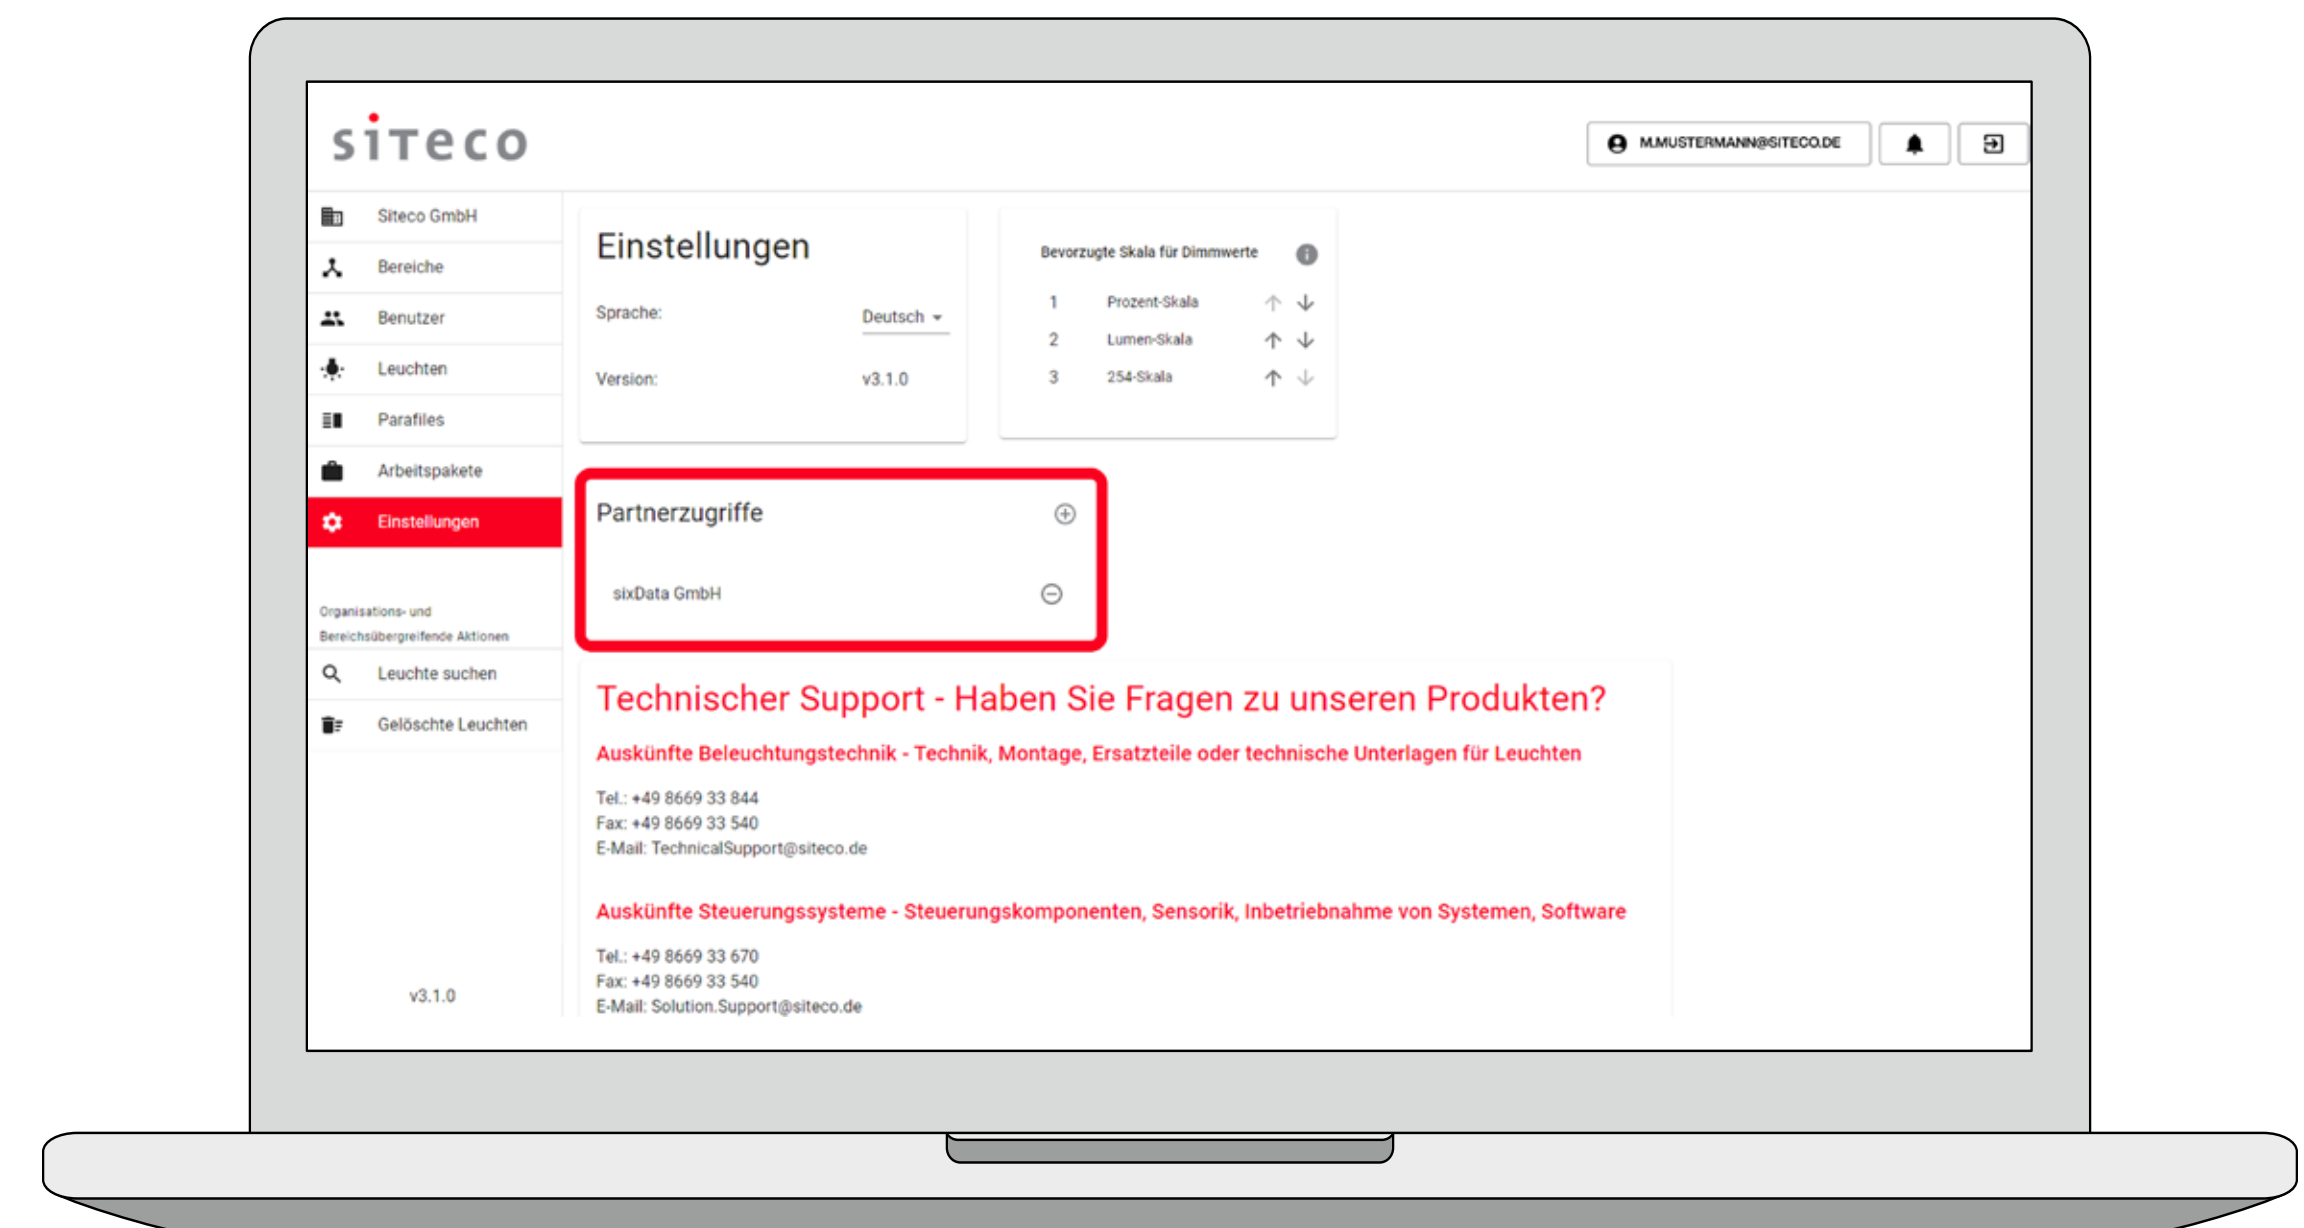 siteco
M.MUSTERMANN@SITECO.DE
Siteco GmbH
Bereiche
Benutzer
Leuchten
Parafiles
Arbeitspakete
Einstellungen
Organisations- und
Bereichsübergreifende Aktionen
Leuchte suchen
Gelöschte Leuchten
v3.1.0
Einstellungen
Sprache: Deutsch
Version: v3.1.0
Bevorzugte Skala für Dimmwerte
1 Prozent-Skala
2 Lumen-Skala
3 254-Skala
Partnerzugriffe
sixData GmbH
Technischer Support - Haben Sie Fragen zu unseren Produkten?
Auskünfte Beleuchtungstechnik - Technik, Montage, Ersatzteile oder technische Unterlagen für Leuchten
Tel.: +49 8669 33 844
Fax: +49 8669 33 540
E-Mail: TechnicalSupport@siteco.de
Auskünfte Steuerungssysteme - Steuerungskomponenten, Sensorik, Inbetriebnahme von Systemen, Software
Tel.: +49 8669 33 670
Fax: +49 8669 33 540
E-Mail: Solution.Support@siteco.de